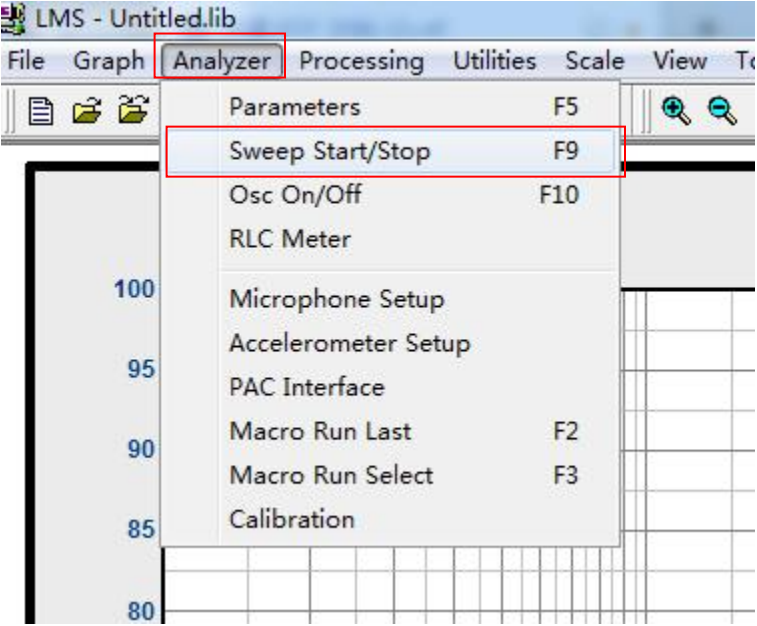 LMS - Untitled.lib
File Graph Analyzer Processing Utilities Scale View
Parameters F5
Sweep Start/Stop F9
Osc On/Off F10
RLC Meter
Microphone Setup
Accelerometer Setup
PAC Interface
Macro Run Last F2
Macro Run Select F3
Calibration
100
95
90
85
80